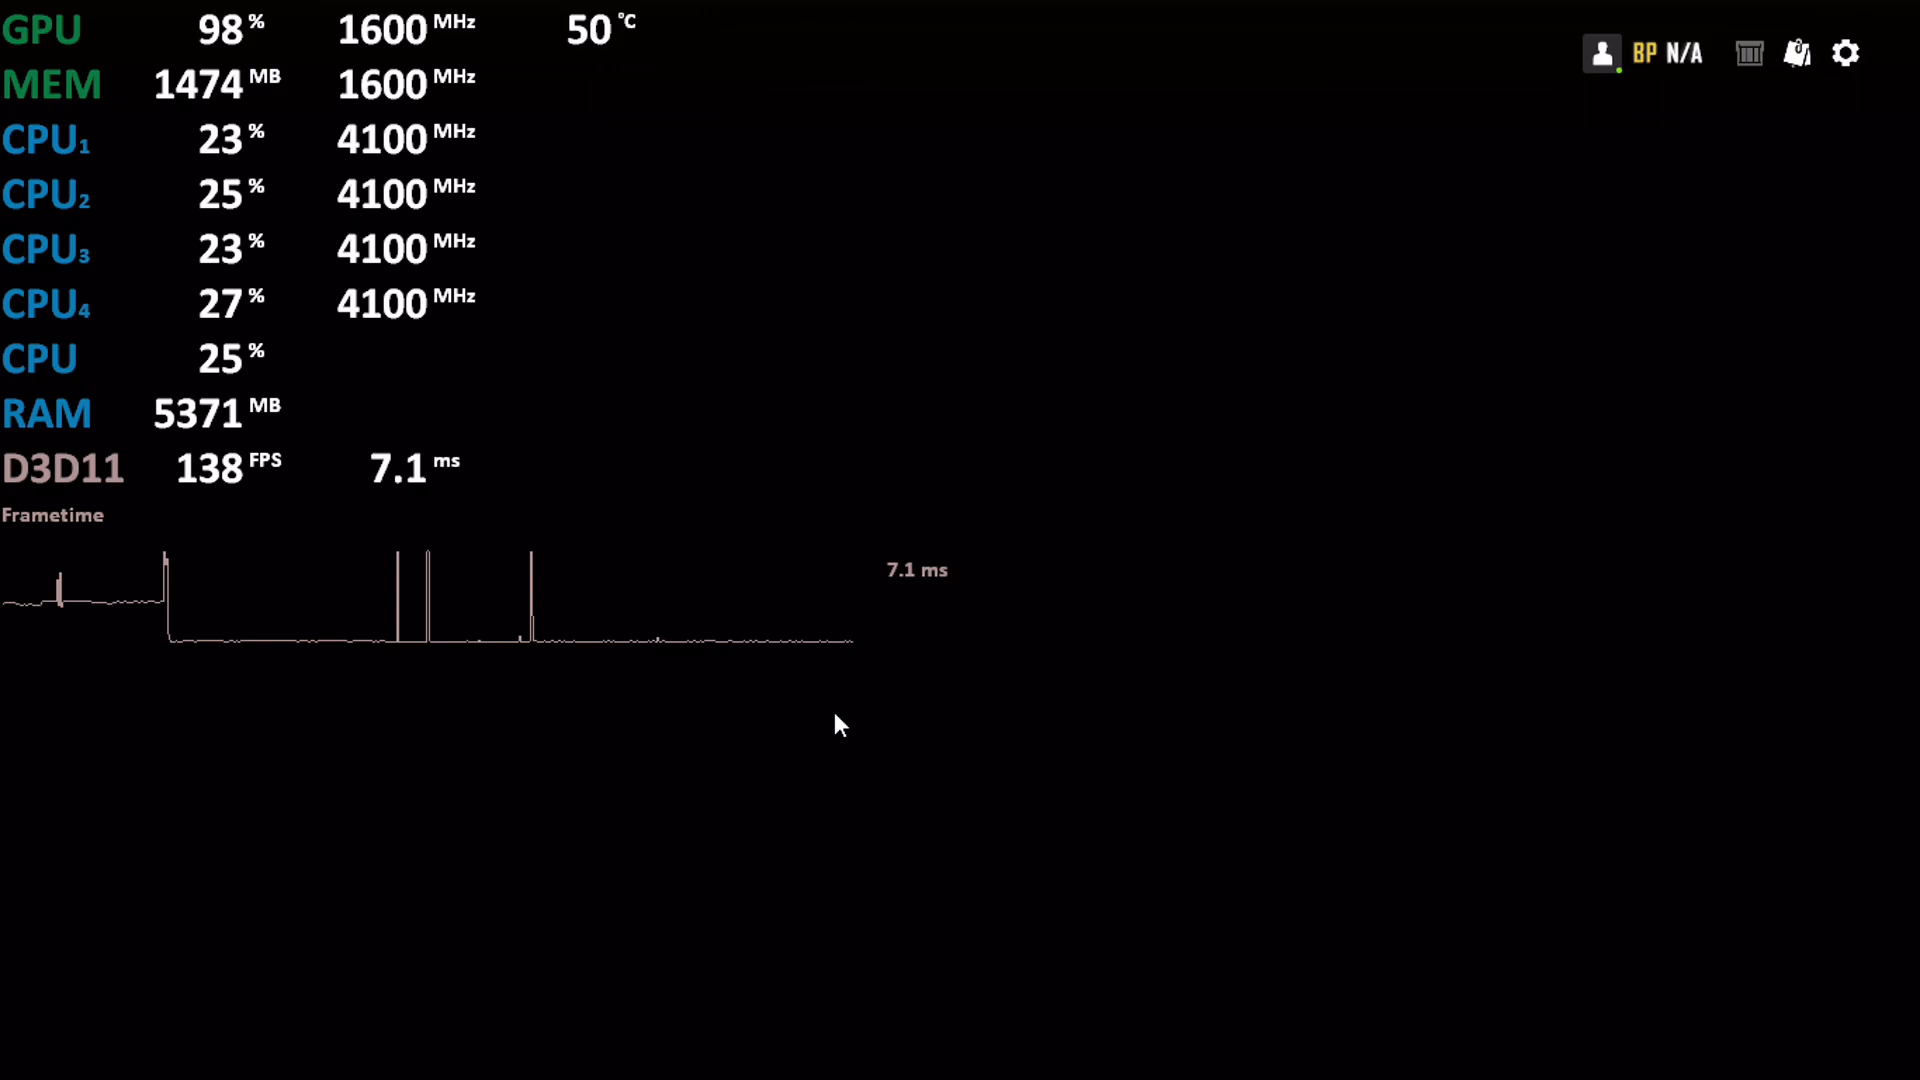 GPU 98 % 1600 MHz 50 °C
BP N/A
MEM 1474 MB 1600 MHz
CPU1 23 % 4100 MHz
CPU2 25 % 4100 MHz
CPU3 23 % 4100 MHz
CPU4 27 % 4100 MHz
CPU 25 %
RAM 5371 MB
D3D11 138 FPS 7.1 ms
Frametime
7.1 ms